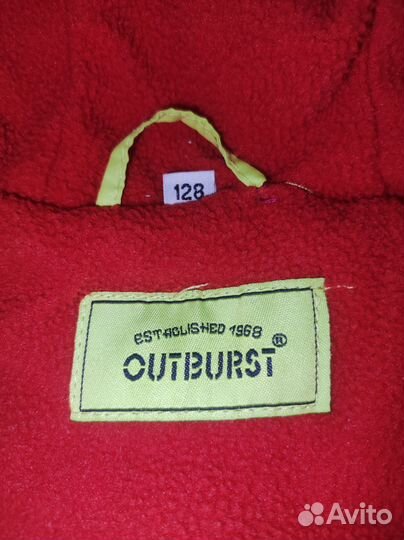 128
ESTABLISHED 1968
OUTBURST®
Avito